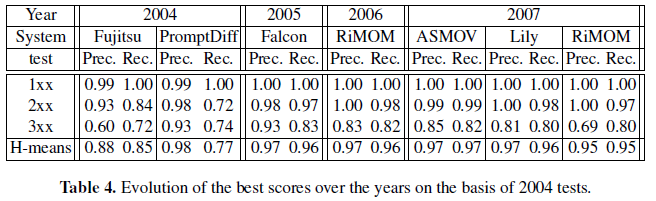 Year 2004 2005 2006 2007
System Fujitsu PromptDiff Falcon RiMOM ASMOV Lily RiMOM
test Prec. Rec. Prec. Rec. Prec. Rec. Prec. Rec. Prec. Rec. Prec. Rec. Prec. Rec.
1xx 0.99 1.00 0.99 1.00 1.00 1.00 1.00 1.00 1.00 1.00 1.00 1.00 1.00 1.00
2xx 0.93 0.84 0.98 0.72 0.98 0.97 1.00 0.98 0.99 0.99 1.00 0.98 1.00 0.97
3xx 0.60 0.72 0.93 0.74 0.93 0.83 0.83 0.82 0.85 0.82 0.81 0.80 0.69 0.80
H-means 0.88 0.85 0.98 0.77 0.97 0.96 0.97 0.96 0.97 0.97 0.97 0.96 0.95 0.95
Table 4. Evolution of the best scores over the years on the basis of 2004 tests.